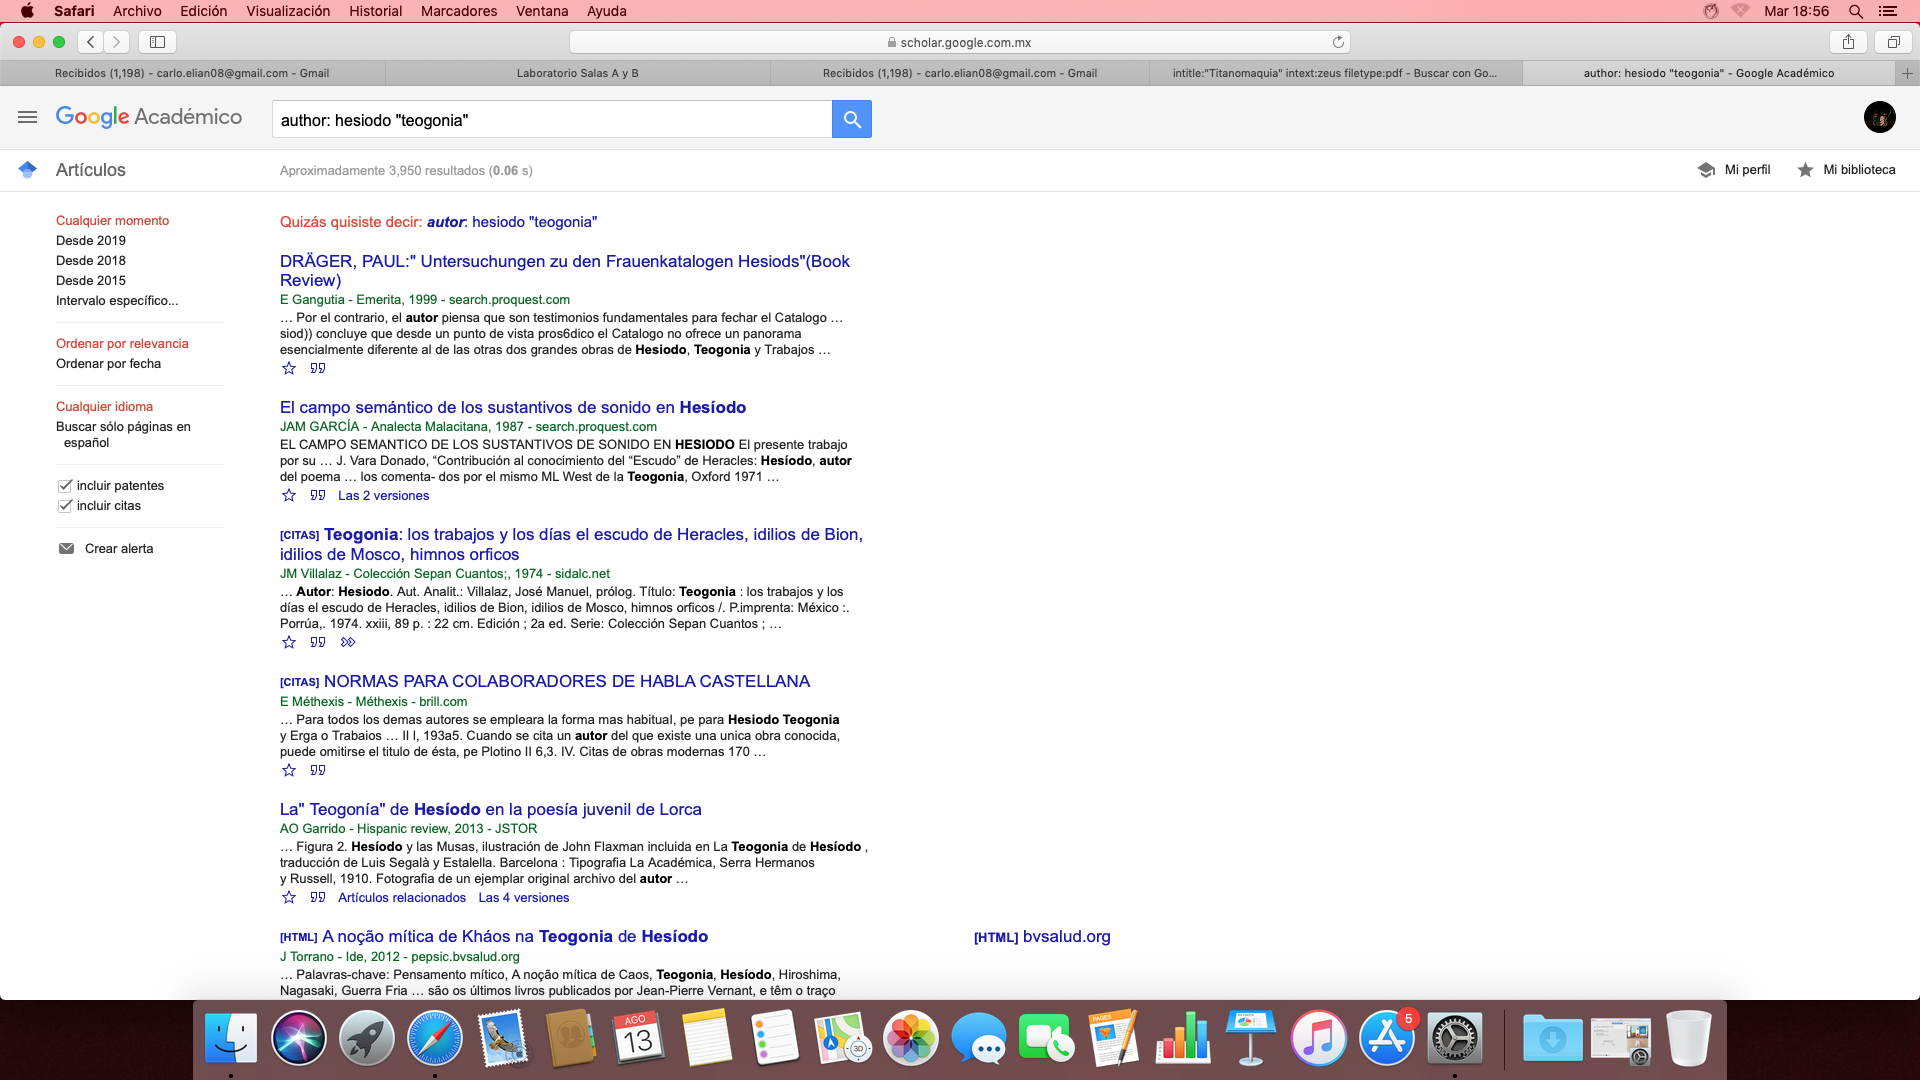 Safari Archivo Edición Visualización Historial Marcadores Ventana Ayuda Mar 18:56
scholar.google.com.mx
Recibidos (1,198) - carlo.elian08@gmail.com - Gmail
Laboratorio Salas A y B
Recibidos (1,198) - carlo.elian08@gmail.com - Gmail
intitle:"Titanomaquia" intext:zeus filetype:pdf - Buscar con Go...
author: hesiodo "teogonia" - Google Académico
Google Académico
author: hesiodo "teogonia"
Artículos
Aproximadamente 3,950 resultados (0.06 s)
Mi perfil
Mi biblioteca
Cualquier momento
Desde 2019
Desde 2018
Desde 2015
Intervalo específico...
Ordenar por relevancia
Ordenar por fecha
Cualquier idioma
Buscar sólo páginas en
español
incluir patentes
incluir citas
Crear alerta
Quizás quisiste decir: autor: hesiodo "teogonia"
DRÄGER, PAUL:" Untersuchungen zu den Frauenkatalogen Hesiods"(Book
Review)
E Gangutia - Emerita, 1999 - search.proquest.com
… Por el contrario, el autor piensa que son testimonios fundamentales para fechar el Catalogo …
siod)) concluye que desde un punto de vista pros6dico el Catalogo no ofrece un panorama
esencialmente diferente al de las otras dos grandes obras de Hesiodo, Teogonia y Trabajos …
El campo semántico de los sustantivos de sonido en Hesíodo
JAM GARCÍA - Analecta Malacitana, 1987 - search.proquest.com
EL CAMPO SEMANTICO DE LOS SUSTANTIVOS DE SONIDO EN HESIODO El presente trabajo
por su … J. Vara Donado, “Contribución al conocimiento del “Escudo” de Heracles: Hesíodo, autor
del poema … los comenta- dos por el mismo ML West de la Teogonia, Oxford 1971 …
Las 2 versiones
[CITAS] Teogonia: los trabajos y los días el escudo de Heracles, idilios de Bion,
idilios de Mosco, himnos orficos
JM Villalaz - Colección Sepan Cuantos;, 1974 - sidalc.net
… Autor: Hesiodo. Aut. Analit.: Villalaz, José Manuel, prólog. Título: Teogonia : los trabajos y los
días el escudo de Heracles, idilios de Bion, idilios de Mosco, himnos orficos /. P.imprenta: México :.
Porrúa,. 1974. xxiii, 89 p. : 22 cm. Edición ; 2a ed. Serie: Colección Sepan Cuantos ; …
[CITAS] NORMAS PARA COLABORADORES DE HABLA CASTELLANA
E Méthexis - Méthexis - brill.com
… Para todos los demas autores se empleara la forma mas habitual, pe para Hesiodo Teogonia
y Erga o Trabaios … II l, 193a5. Cuando se cita un autor del que existe una unica obra conocida,
puede omitirse el titulo de ésta, pe Plotino II 6,3. IV. Citas de obras modernas 170 …
La" Teogonía" de Hesíodo en la poesía juvenil de Lorca
AO Garrido - Hispanic review, 2013 - JSTOR
… Figura 2. Hesíodo y las Musas, ilustración de John Flaxman incluida en La Teogonia de Hesíodo ,
traducción de Luis Segalà y Estalella. Barcelona : Tipografia La Académica, Serra Hermanos
y Russell, 1910. Fotografia de un ejemplar original archivo del autor …
Artículos relacionados Las 4 versiones
[HTML] A noção mítica de Kháos na Teogonia de Hesíodo
[HTML] bvsalud.org
J Torrano - Ide, 2012 - pepsic.bvsalud.org
… Palavras-chave: Pensamento mítico, A noção mítica de Caos, Teogonia, Hesíodo, Hiroshima,
Nagasaki, Guerra Fria … são os últimos livros publicados por Jean-Pierre Vernant, e têm o traço
AGO
13
3D
PAGES
KEYNOTE
5